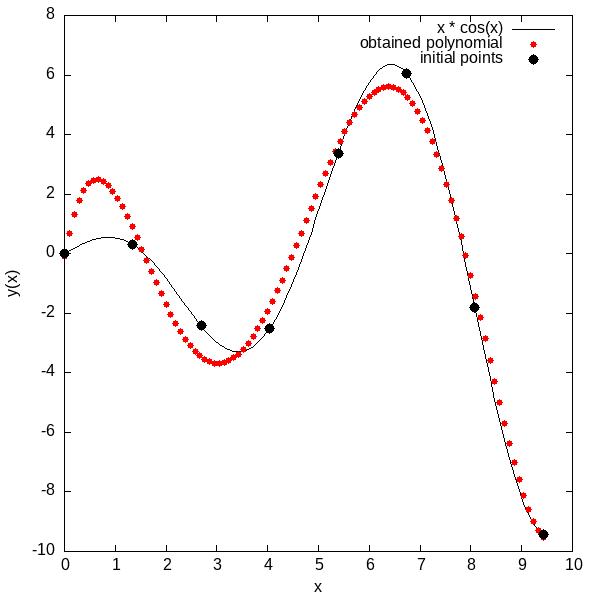 8
x * cos(x)
obtained polynomial
initial points
6
4
2
0
-2
-4
-6
-8
-10
y(x)
0 1 2 3 4 5 6 7 8 9 10
x